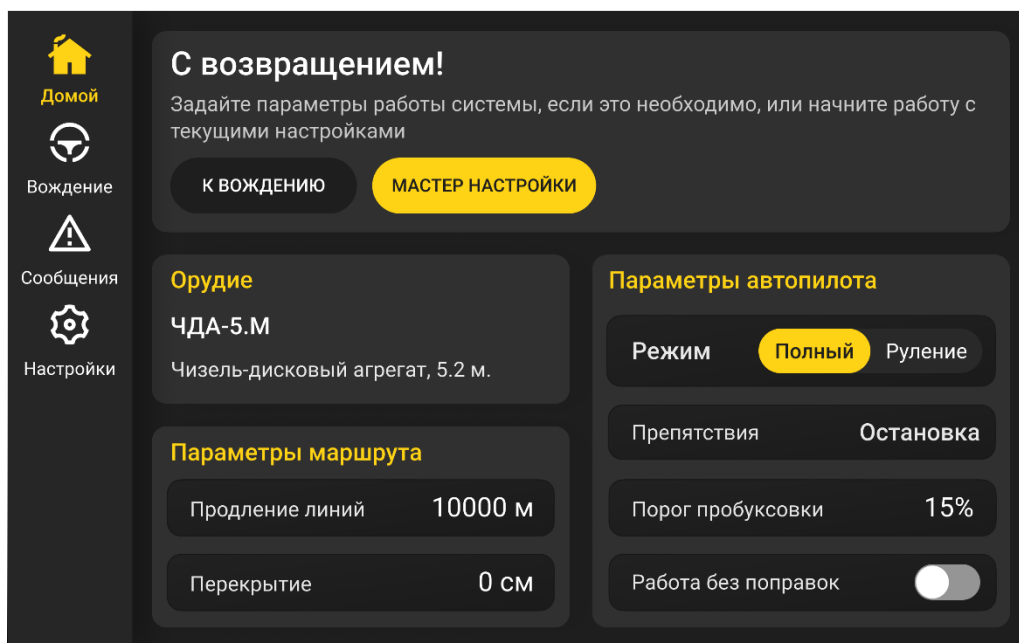 Домой
Вождение
Сообщения
Настройки
С возвращением!
Задайте параметры работы системы, если это необходимо, или начните работу с
текущими настройками
К ВОЖДЕНИЮ
МАСТЕР НАСТРОЙКИ
Орудие
ЧДА-5.М
Чизель-дисковый агрегат, 5.2 м.
Параметры маршрута
Продление линий 10000 м
Перекрытие 0 см
Параметры автопилота
Режим Полный Руление
Препятствия Остановка
Порог пробуксовки 15%
Работа без поправок